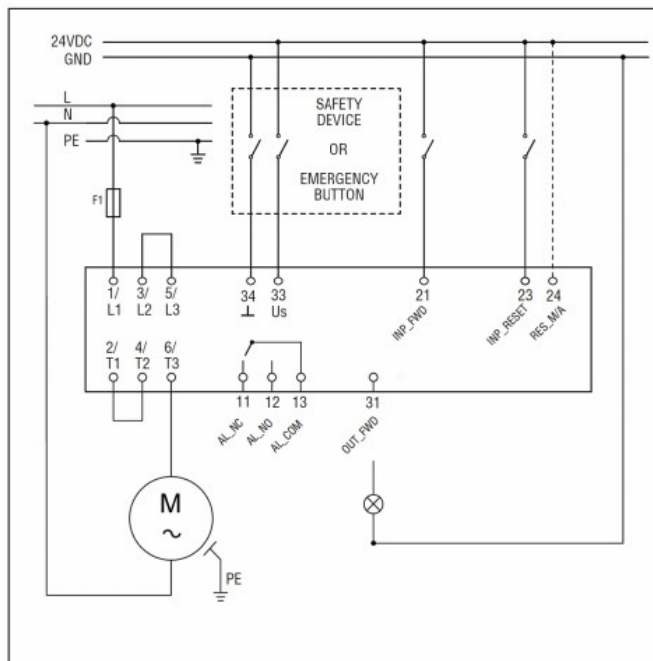 24VDC
GND
L
N
PE
SAFETY
DEVICE
OR
EMERGENCY
BUTTON
F1
1/
L1
3/
L2
5/
L3
34
⊥
33
Us
21
INP_FWD
23
INP_RESET
24
RES_M/A
2/
T1
4/
T2
6/
T3
11
AL_NC
12
AL_NO
13
AL_COM
31
OUT_FWD
M
~
PE